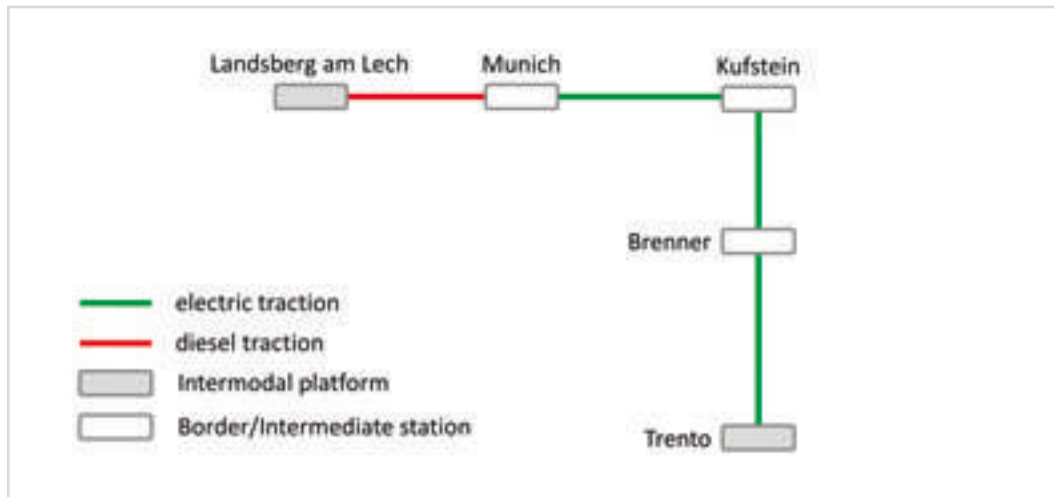 Landsberg am Lech
Munich
Kufstein
Brenner
electric traction
diesel traction
Intermodal platform
Border/Intermediate station
Trento